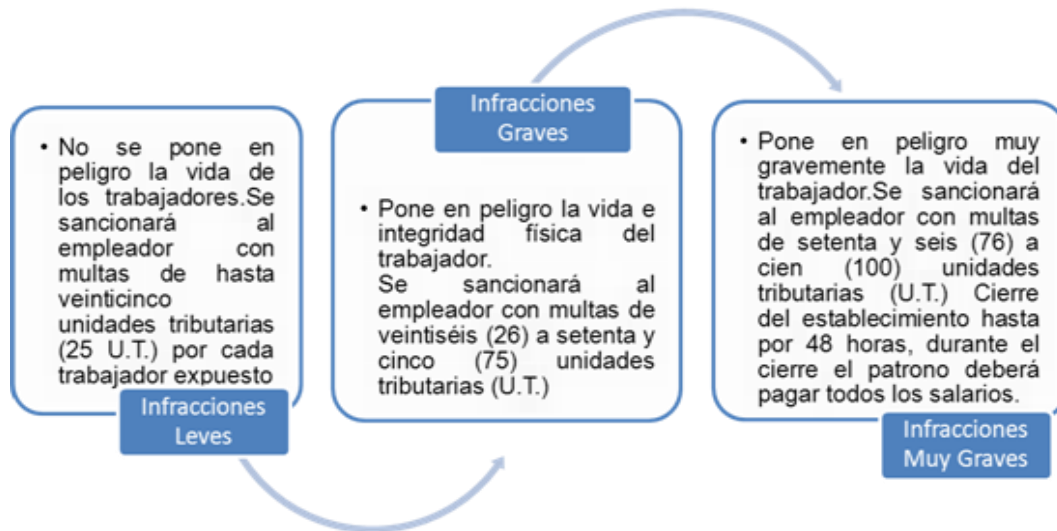 • No se pone en
peligro la vida de
los trabajadores.Se
sancionará al
empleador con
multas de hasta
veinticinco
unidades tributarias
(25 U.T.) por cada
trabajador expuesto
Infracciones
Leves
Infracciones
Graves
• Pone en peligro la vida e
integridad física del
trabajador.
Se sancionará al
empleador con multas de
veintiséis (26) a setenta y
cinco (75) unidades
tributarias (U.T.)
• Pone en peligro muy
gravemente la vida del
trabajador.Se sancionará
al empleador con multas
de setenta y seis (76) a
cien (100) unidades
tributarias (U.T.) Cierre
del establecimiento hasta
por 48 horas, durante el
cierre el patrono deberá
pagar todos los salarios.
Infracciones
Muy Graves